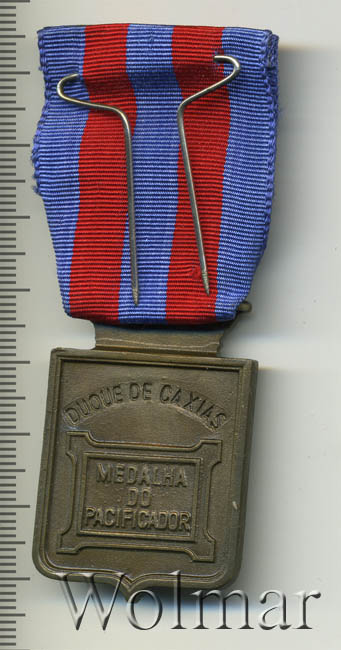 DUQUE DE CAXIAS
MEDALHA
DO
PACIFICADOR
Wolmar